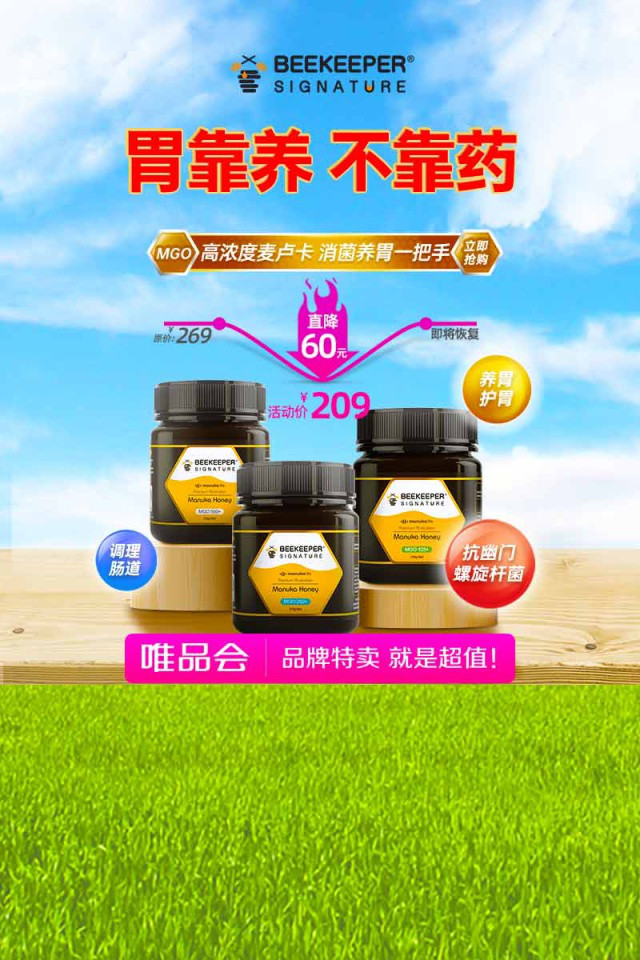 BEEKEEPER®
SIGNATURE
胃靠养 不靠药
MGO 高浓度麦卢卡 消菌养胃一把手 立即抢购
原价:¥269
直降
60元
即将恢复
活动价¥209
养胃
护胃
BEEKEEPER
SIGNATURE
Manuka Honey
BEEKEEPER
SIGNATURE
Manuka Honey
BEEKEEPER
SIGNATURE
Manuka Honey
调理
肠道
抗幽门
螺旋杆菌
唯品会 品牌特卖 就是超值!